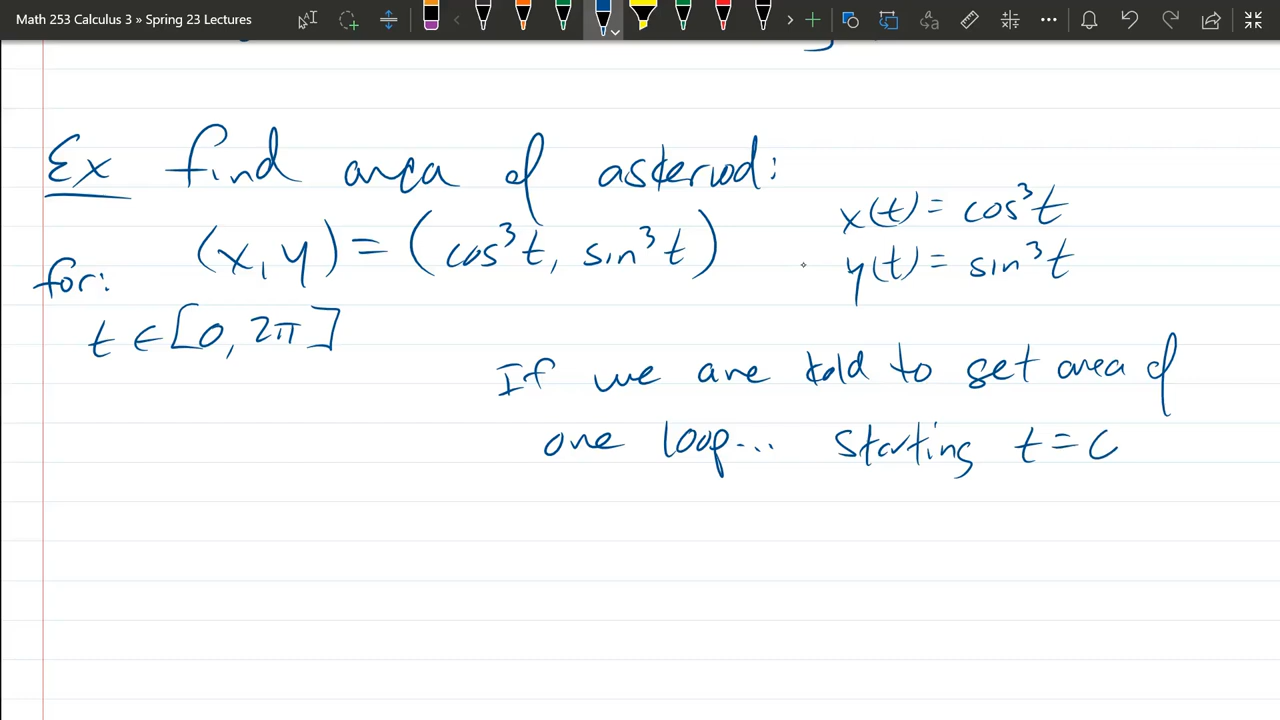 Math 253 Calculus 3 » Spring 23 Lectures
Ex find area of asteriod:
(x, y) = (cos³t, sin³t)
x(t) = cos³t
y(t) = sin³t
for:
t ∈ [0, 2π]
If we are told to get area of
one loop... starting t = C